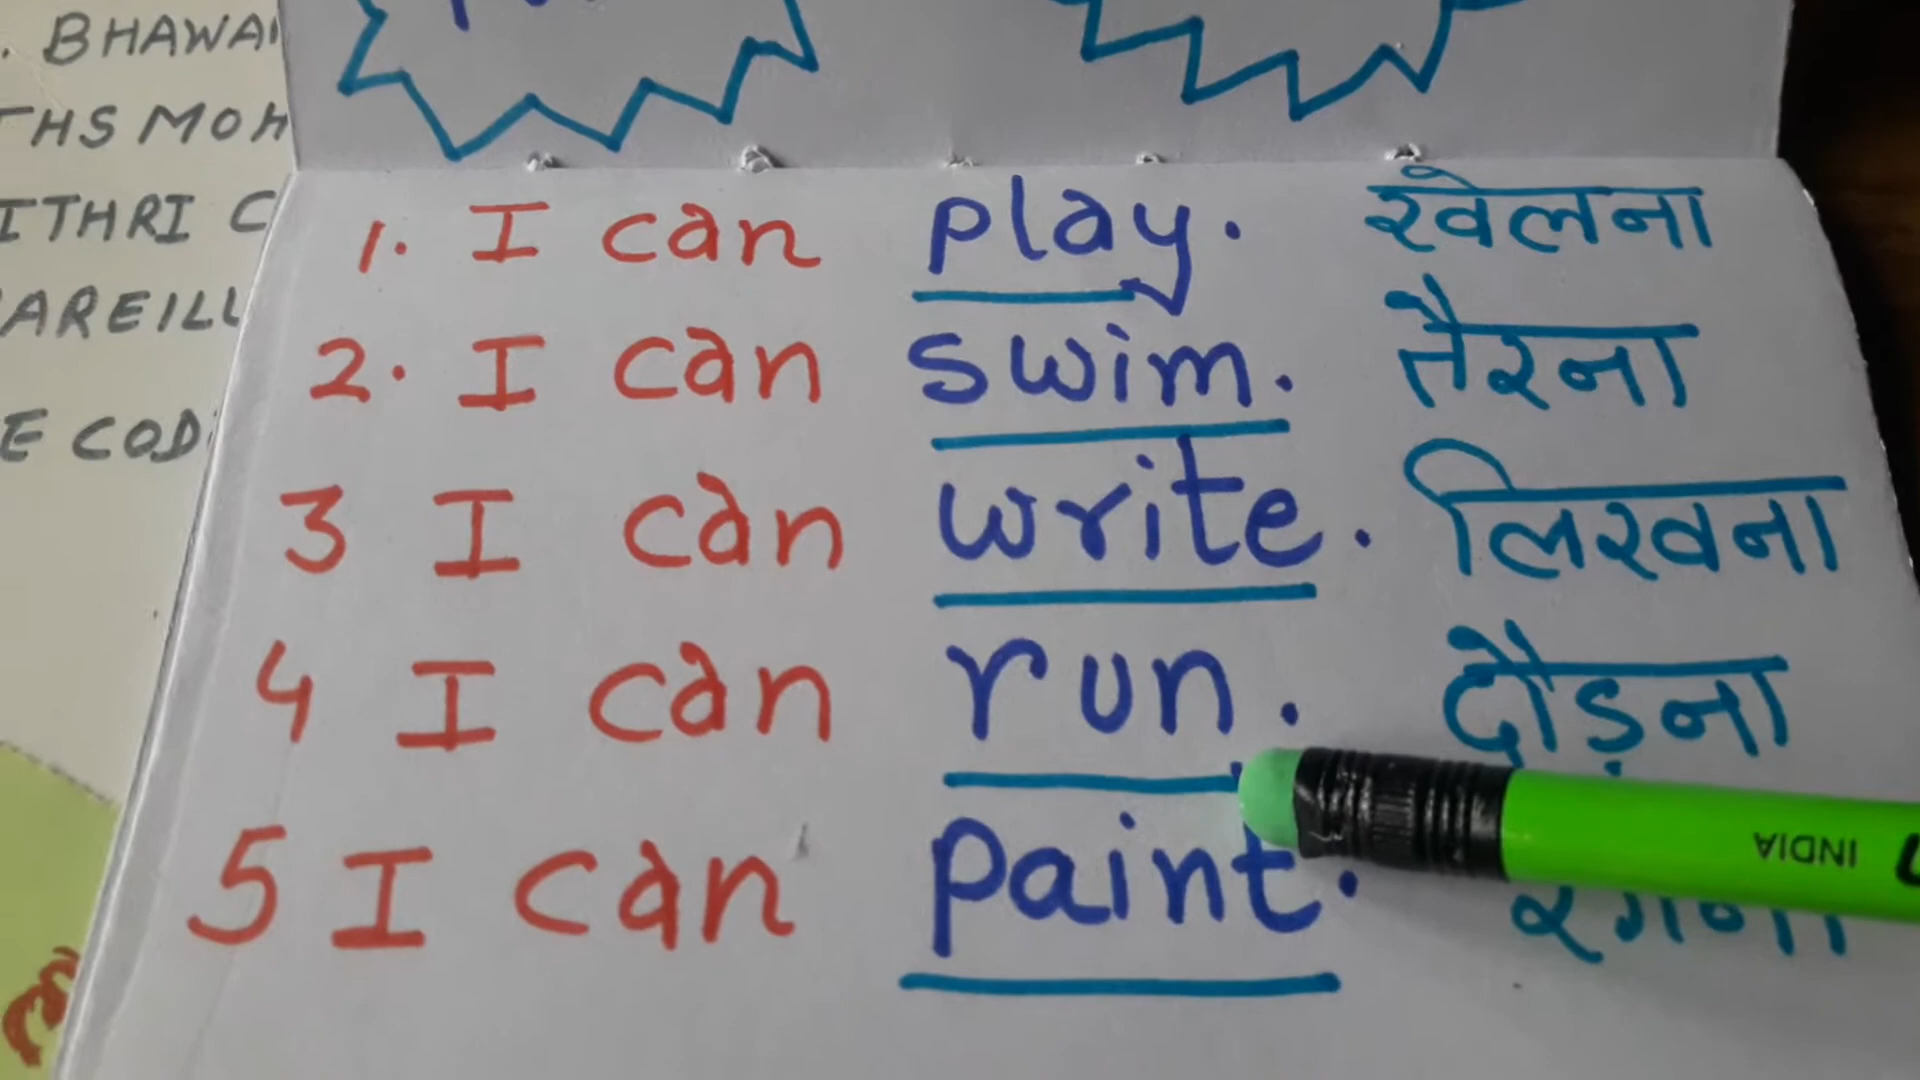 . BHAWA
THS MOH
ITHRI C
AREILL
E COD
1. I can play. खेलना
2. I can swim. तैरना
3 I can write. लिखना
4 I can run. दौड़ना
5 I can paint.
INDIA